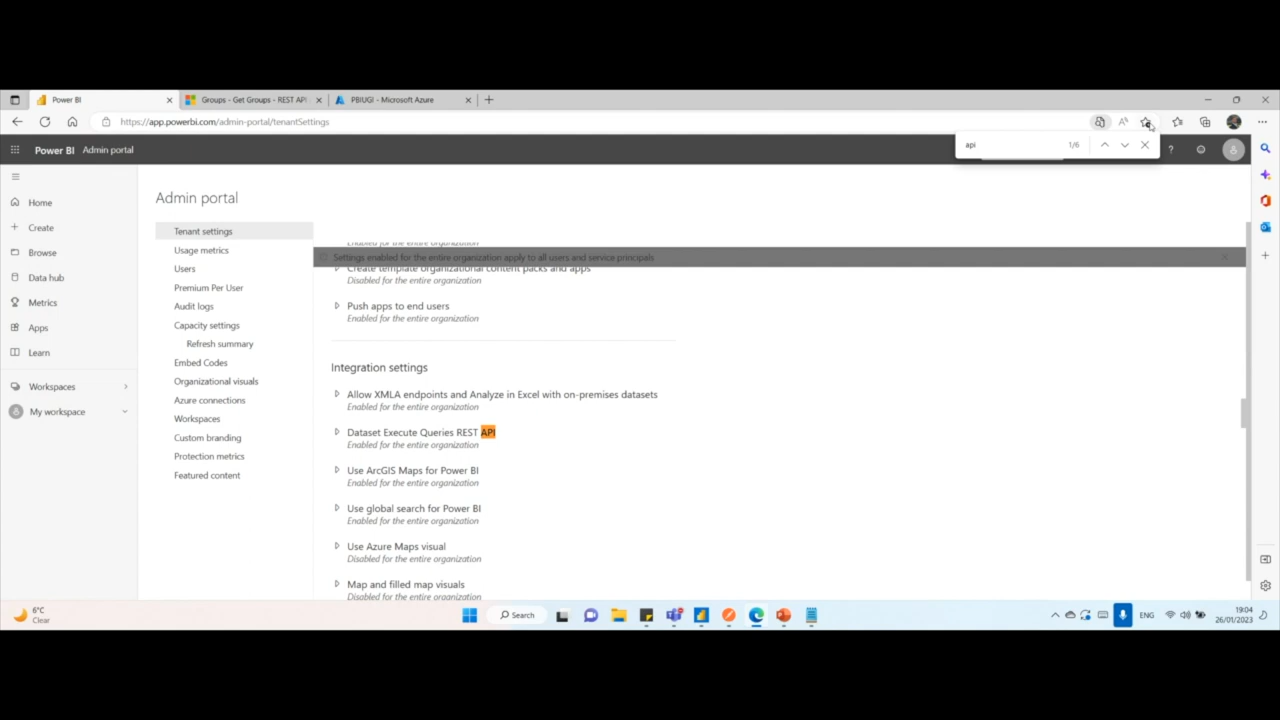 Power BI
Groups - Get Groups - REST API
PBIUGI - Microsoft Azure
https://app.powerbi.com/admin-portal/tenantSettings
api
1/6
Power BI
Admin portal
Home
Create
Browse
Data hub
Metrics
Apps
Learn
Workspaces
My workspace
Admin portal
Tenant settings
Usage metrics
Users
Premium Per User
Audit logs
Capacity settings
Refresh summary
Embed Codes
Organizational visuals
Azure connections
Workspaces
Custom branding
Protection metrics
Featured content
Enabled for the entire organization
Settings enabled for the entire organization apply to all users and service principals
Create template organizational content packs and apps
Disabled for the entire organization
Push apps to end users
Enabled for the entire organization
Integration settings
Allow XMLA endpoints and Analyze in Excel with on-premises datasets
Enabled for the entire organization
Dataset Execute Queries REST API
Enabled for the entire organization
Use ArcGIS Maps for Power BI
Enabled for the entire organization
Use global search for Power BI
Enabled for the entire organization
Use Azure Maps visual
Disabled for the entire organization
Map and filled map visuals
Disabled for the entire organization
6°C
Clear
Search
ENG
19:04
26/01/2023